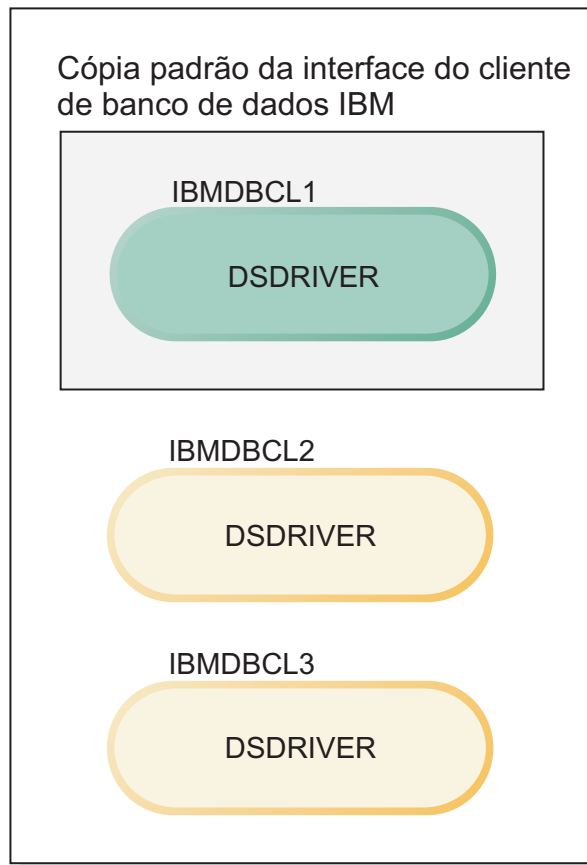 Cópia padrão da interface do cliente
de banco de dados IBM
IBMDBCL1
DSDRIVER
IBMDBCL2
DSDRIVER
IBMDBCL3
DSDRIVER